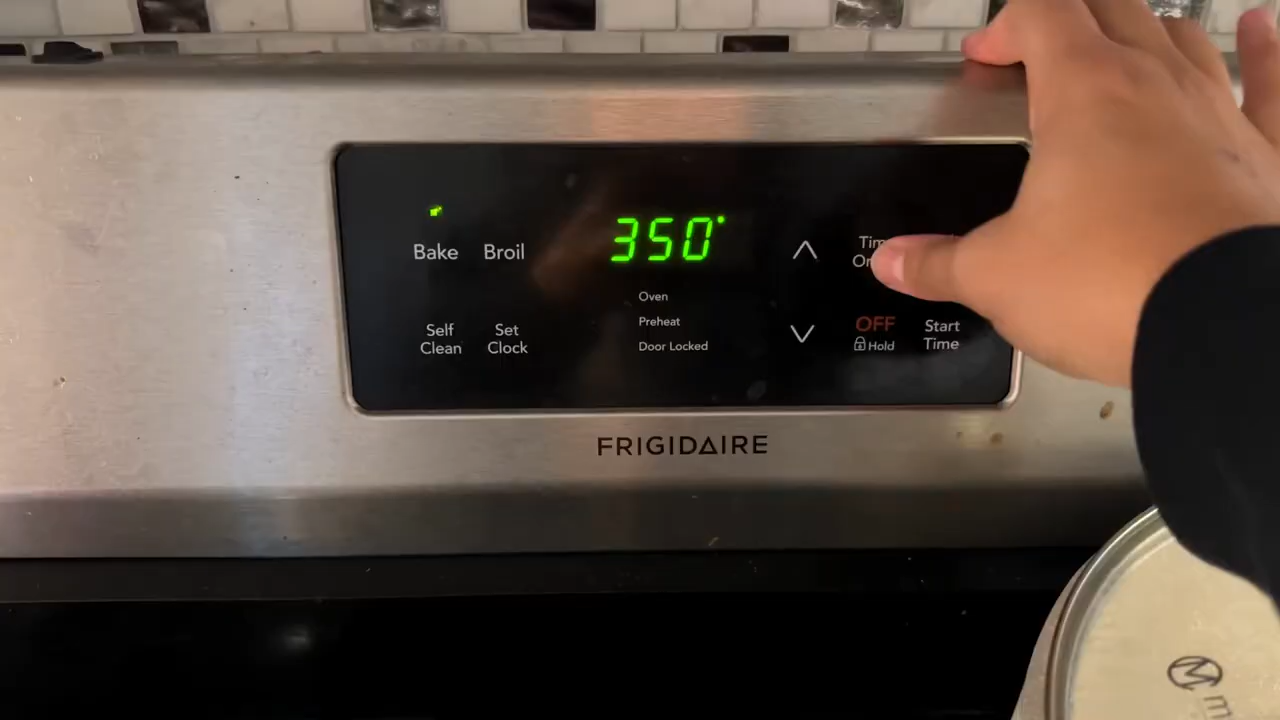 350°
Bake
Broil
Oven
Preheat
Door Locked
Self
Clean
Set
Clock
OFF
Hold
Start
Time
FRIGIDAIRE